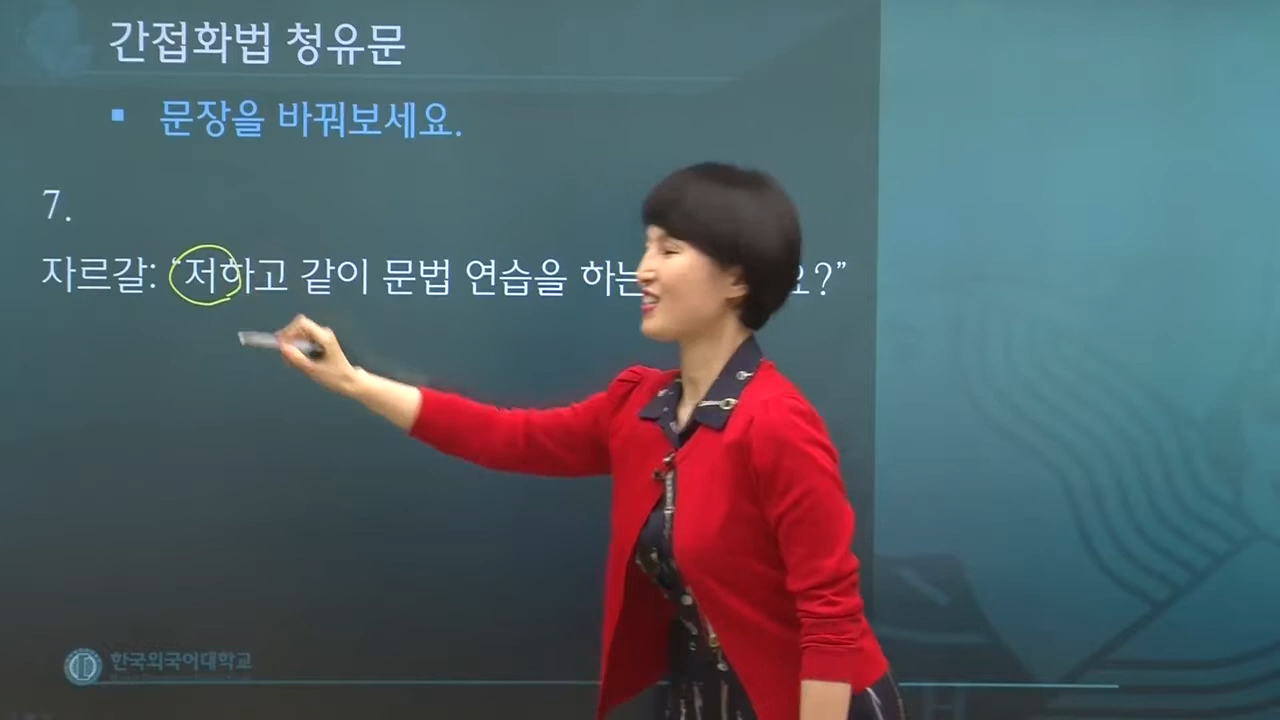 간접화법 청유문
▪ 문장을 바꿔보세요.
7.
자르갈: “저하고 같이 문법 연습을 하는 요?”
한국외국어대학교